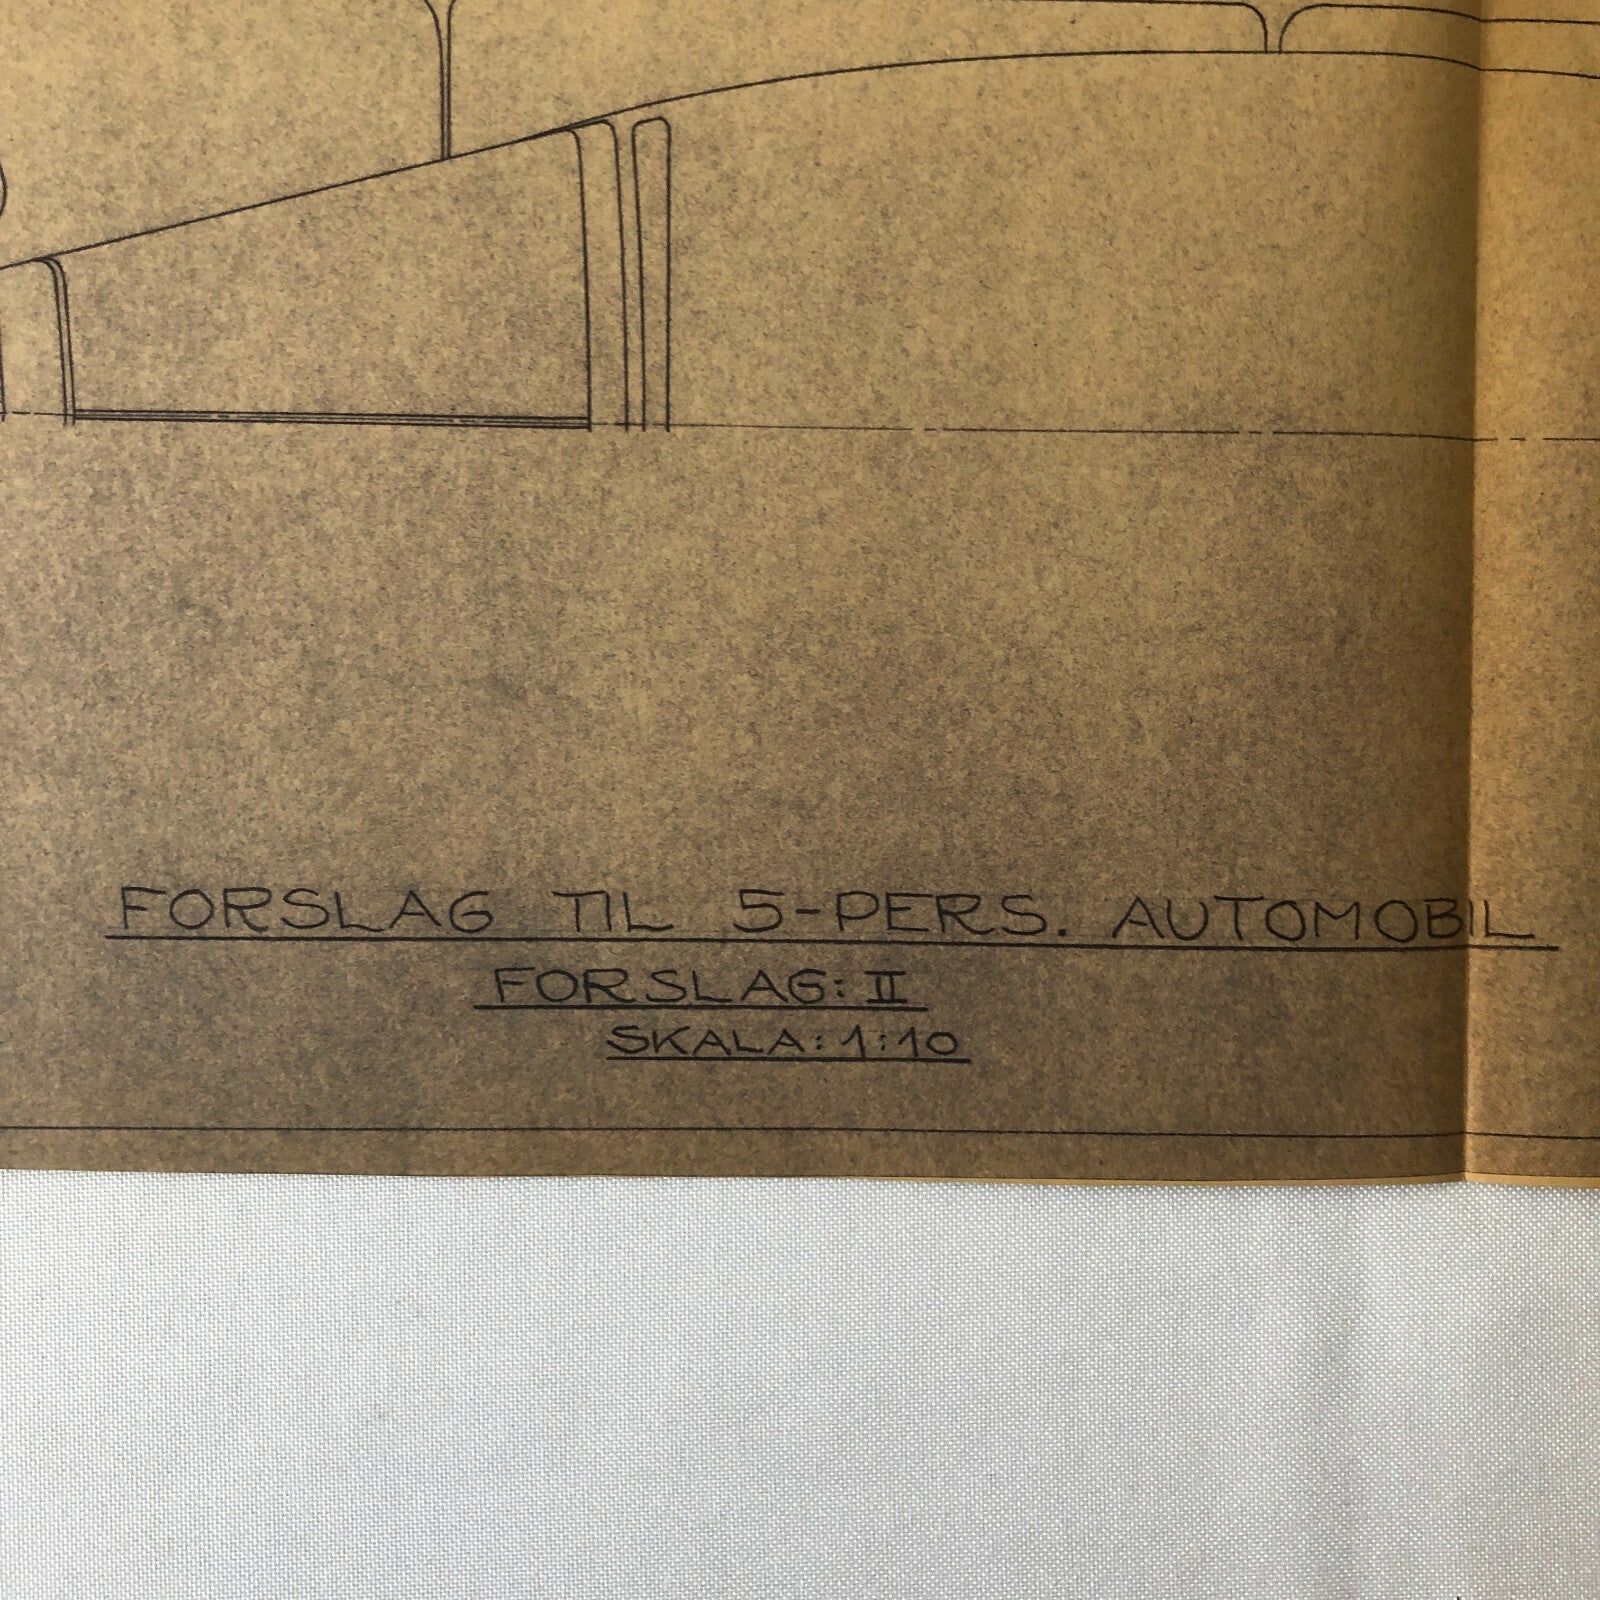 FORSLAG TIL 5-PERS. AUTOMOBIL
FORSLAG: II
SKALA: 1:10